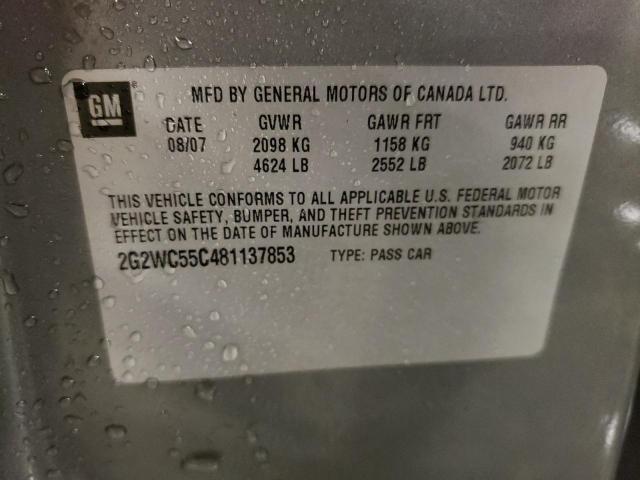 GM
®
MFD BY GENERAL MOTORS OF CANADA LTD.
DATE GVWR GAWR FRT GAWR RR
08/07 2098 KG 1158 KG 940 KG
4624 LB 2552 LB 2072 LB
THIS VEHICLE CONFORMS TO ALL APPLICABLE U.S. FEDERAL MOTOR
VEHICLE SAFETY, BUMPER, AND THEFT PREVENTION STANDARDS IN
EFFECT ON THE DATE OF MANUFACTURE SHOWN ABOVE.
2G2WC55C481137853 TYPE: PASS CAR